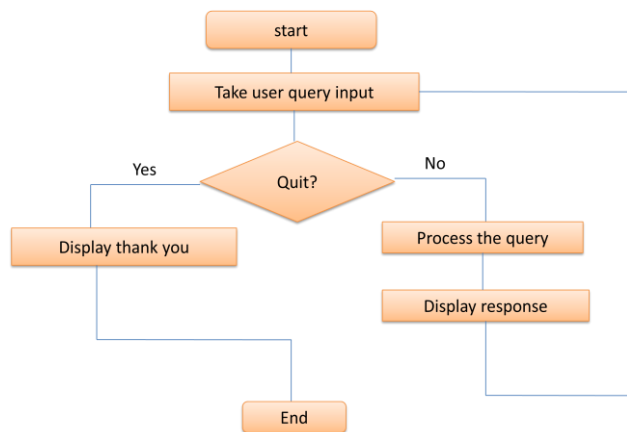 start
Take user query input
Yes
No
Quit?
Display thank you
Process the query
Display response
End